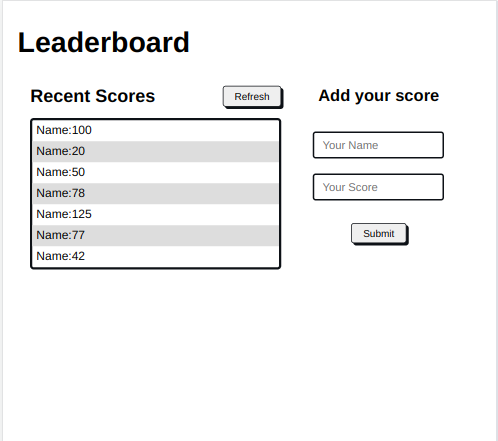 Leaderboard
Recent Scores
Refresh
Name:100
Name:20
Name:50
Name:78
Name:125
Name:77
Name:42
Add your score
Your Name
Your Score
Submit